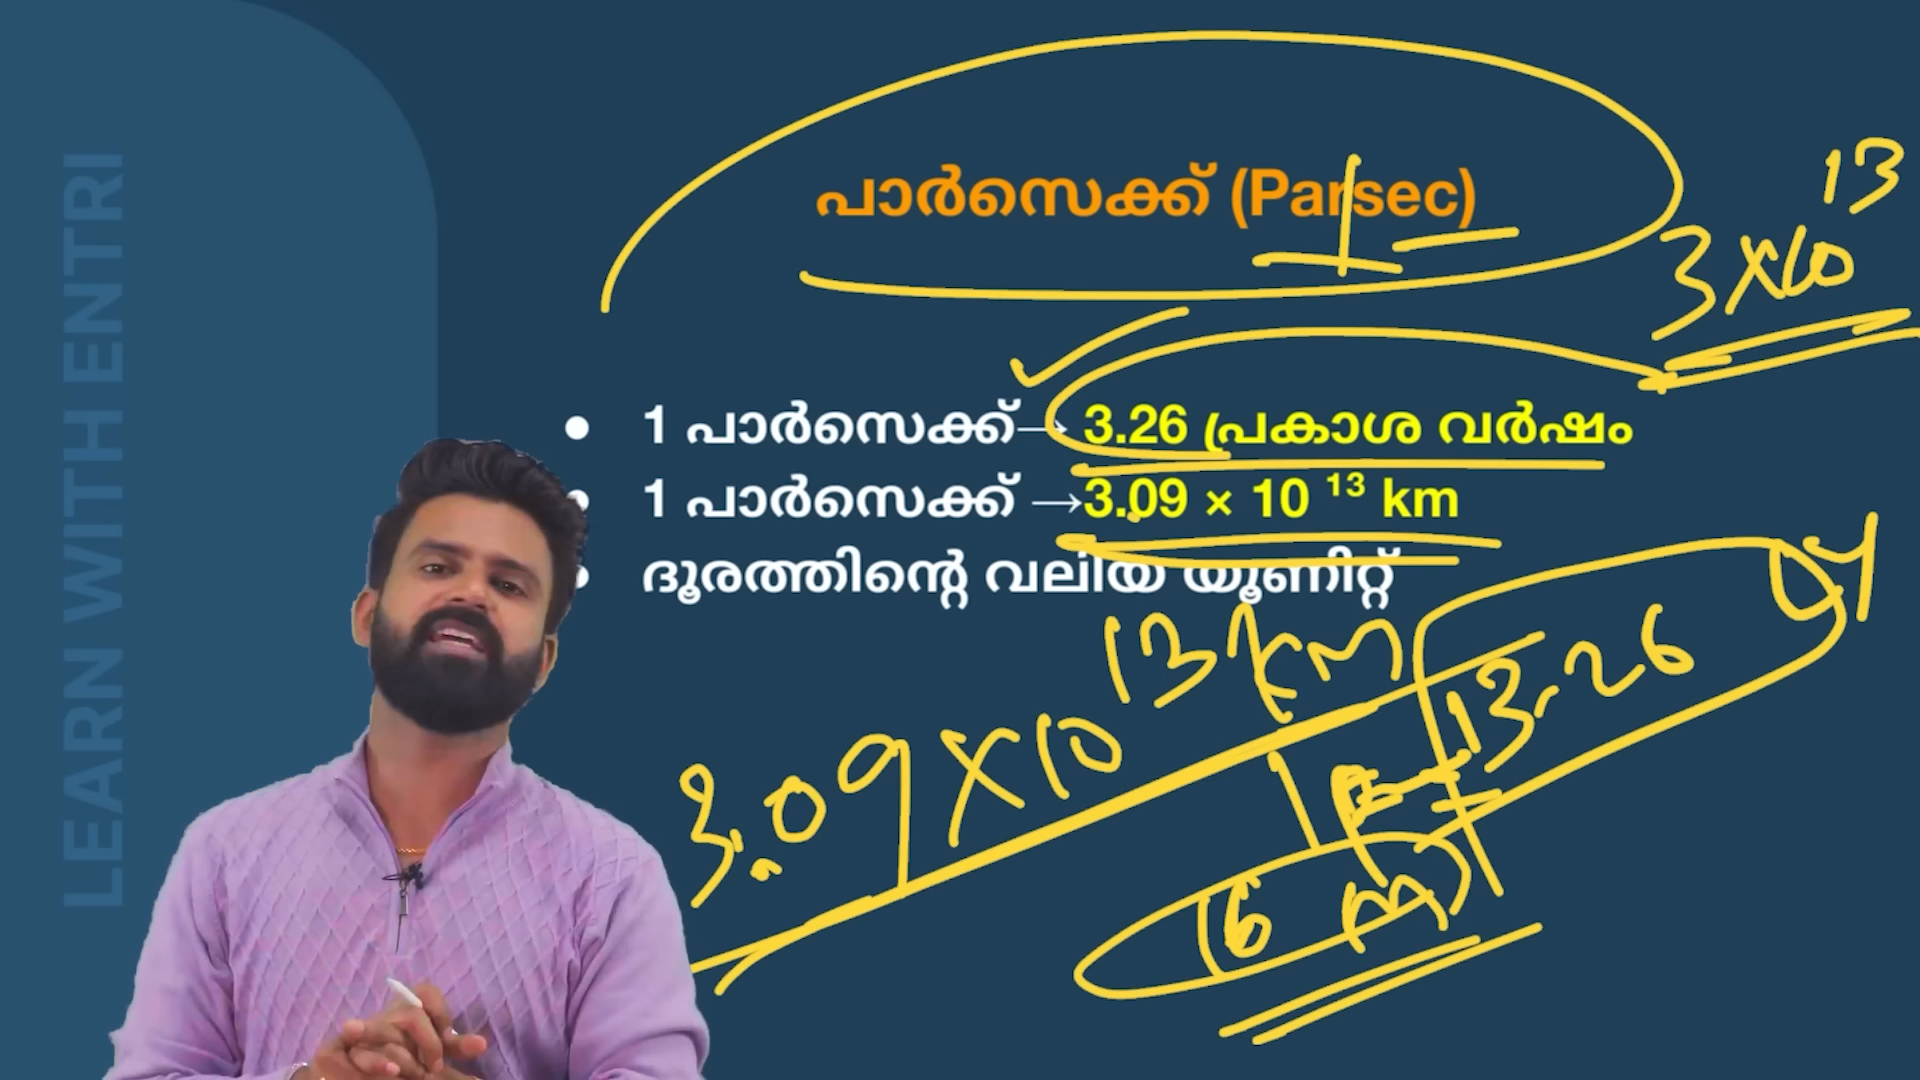 LEARN WITH ENTRI
പാർസെക്ക് (Parsec)
13
3×10
• 1 പാർസെക്ക്→ 3.26 പ്രകാശ വർഷം
• 1 പാർസെക്ക് →3.09 × 10 ¹³ km
• ദൂരത്തിന്റെ വലിയ യൂണിറ്റ്
3.09×10 13 KM
3.26